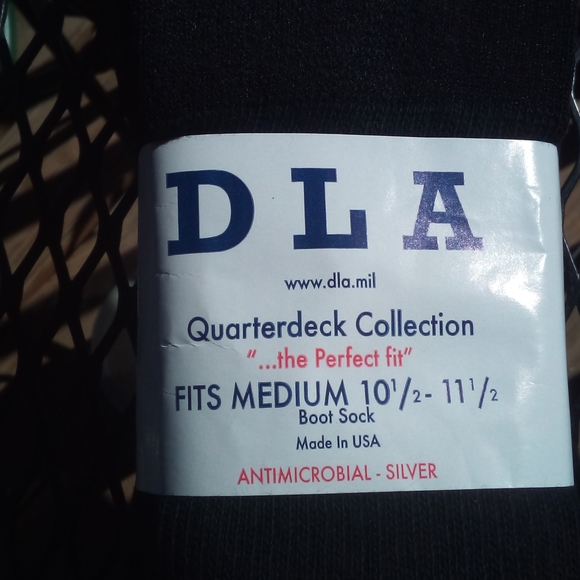 DLA
www.dla.mil
Quarterdeck Collection
"...the Perfect fit"
FITS MEDIUM 10 1/2 - 11 1/2
Boot Sock
Made In USA
ANTIMICROBIAL - SILVER